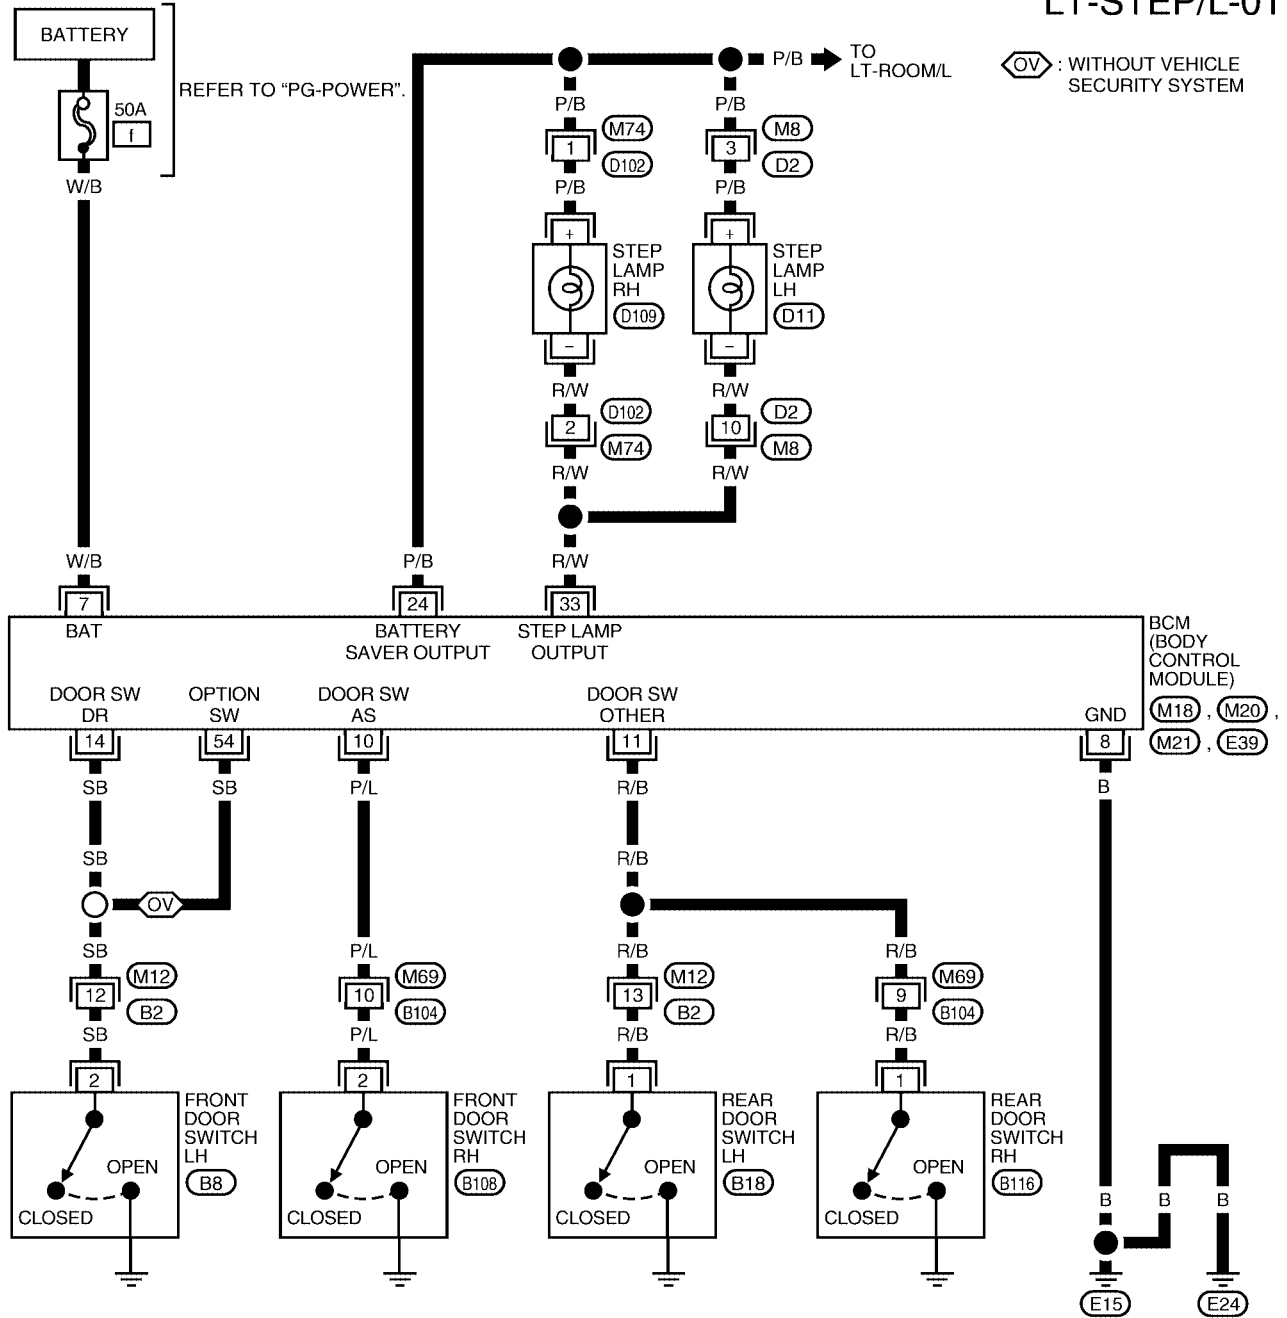 LT-STEP/L-01
BATTERY
50A
f
REFER TO “PG-POWER”.
W/B
W/B
7
P/B
TO
LT-ROOM/L
OV : WITHOUT VEHICLE
SECURITY SYSTEM
P/B
1
M74
D102
P/B
+
STEP
LAMP
RH
D109
−
R/W
2
D102
M74
R/W
R/W
33
P/B
3
M8
D2
P/B
+
STEP
LAMP
LH
D11
−
R/W
10
D2
M8
R/W
P/B
24
BAT
BATTERY
SAVER OUTPUT
STEP LAMP
OUTPUT
BCM
(BODY
CONTROL
MODULE)
M18 , M20 ,
M21 , E39
DOOR SW
DR
OPTION
SW
DOOR SW
AS
DOOR SW
OTHER
GND
14
54
10
11
8
SB
SB
P/L
R/B
B
SB
R/B
OV
SB
P/L
R/B
R/B
12
M12
B2
10
M69
B104
13
M12
B2
9
M69
B104
SB
P/L
R/B
R/B
2
2
1
1
FRONT
DOOR
SWITCH
LH
B8
OPEN
CLOSED
FRONT
DOOR
SWITCH
RH
B108
OPEN
CLOSED
REAR
DOOR
SWITCH
LH
B18
OPEN
CLOSED
REAR
DOOR
SWITCH
RH
B116
OPEN
CLOSED
B
B
B
E15
E24